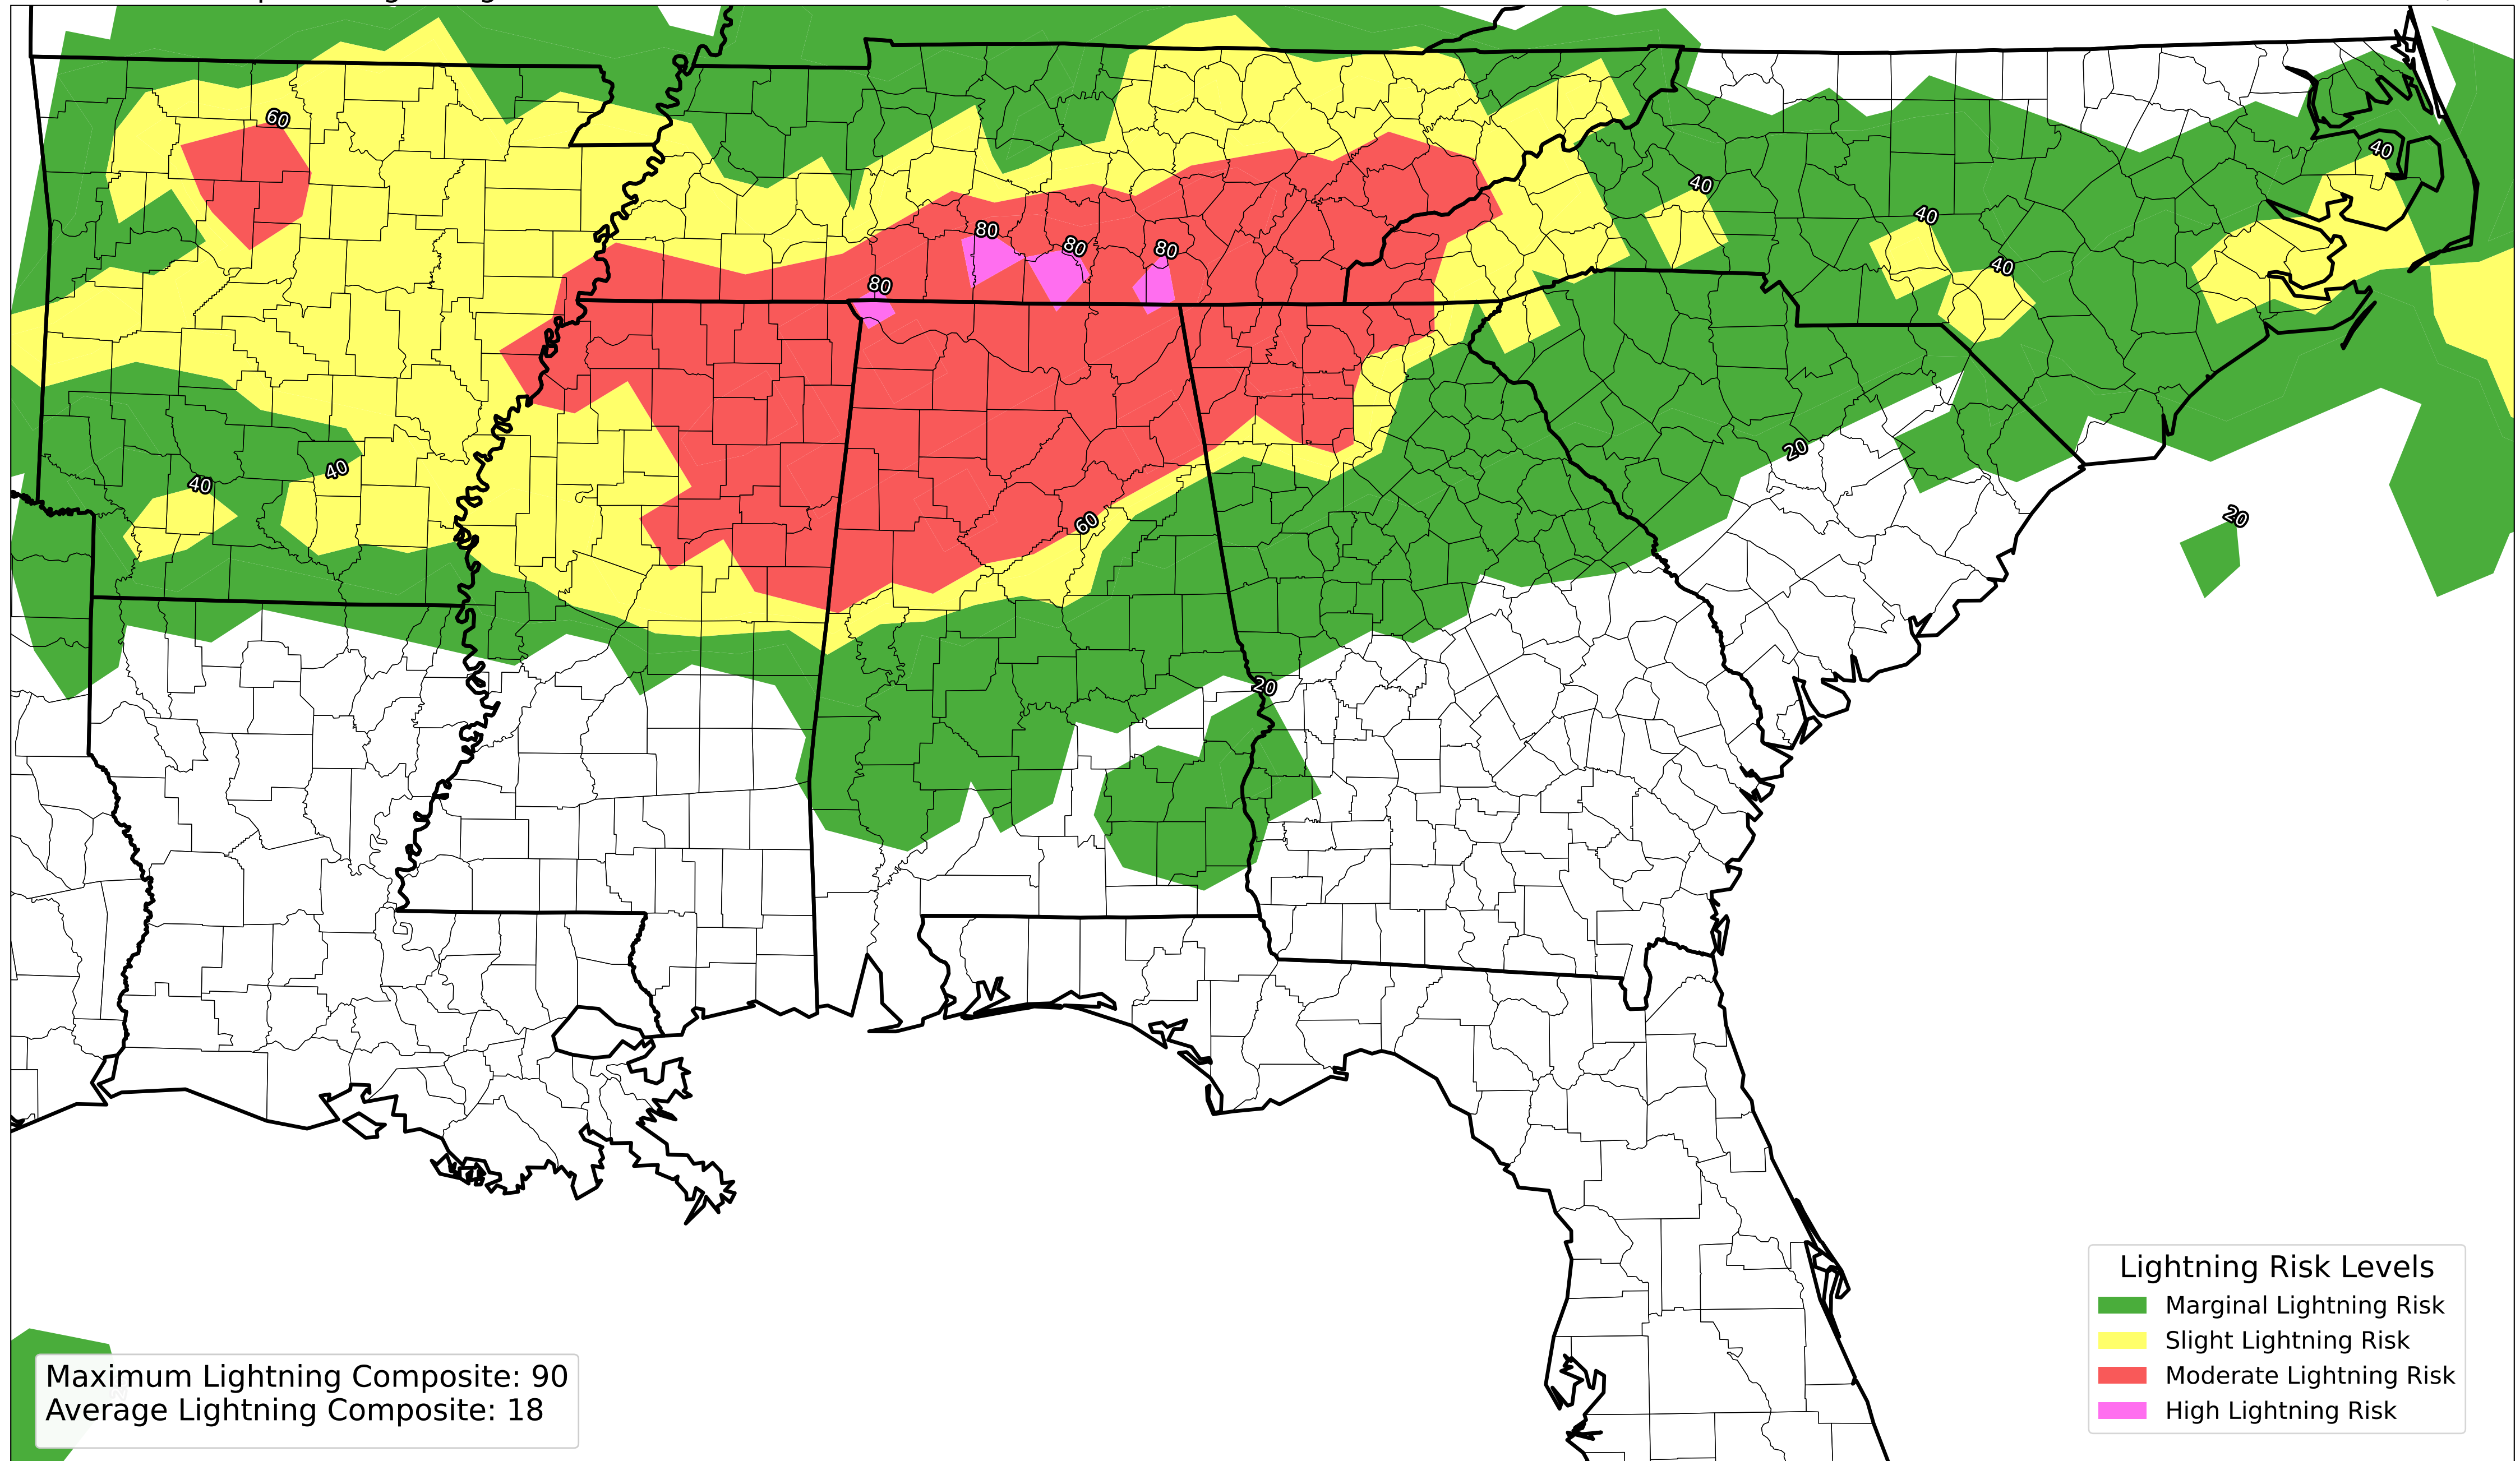 60
40
40
40
80
80
80
40
40
80
40
40
20
60
20
20
Lightning Risk Levels
Marginal Lightning Risk
Slight Lightning Risk
Moderate Lightning Risk
High Lightning Risk
Maximum Lightning Composite: 90
Average Lightning Composite: 18